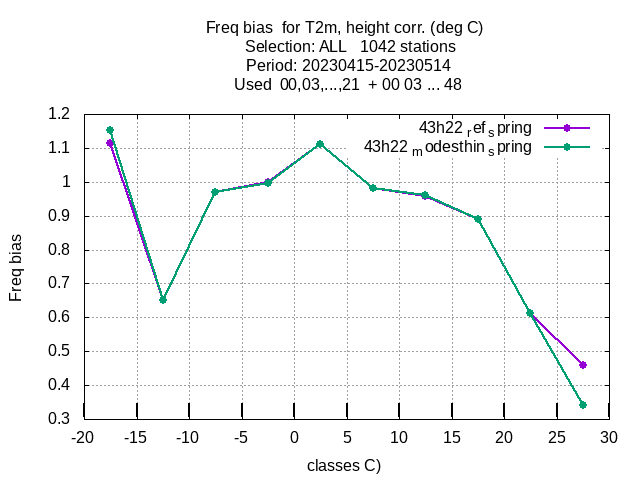 Freq bias  for T2m, height corr. (deg C)
Selection: ALL   1042 stations
Period: 20230415-20230514
Used  00,03,...,21  + 00 03 ... 48
43h22 ref spring
43h22 modesthin spring
Freq bias
1.2
1.1
1
0.9
0.8
0.7
0.6
0.5
0.4
0.3
-20 -15 -10 -5 0 5 10 15 20 25 30
classes C)